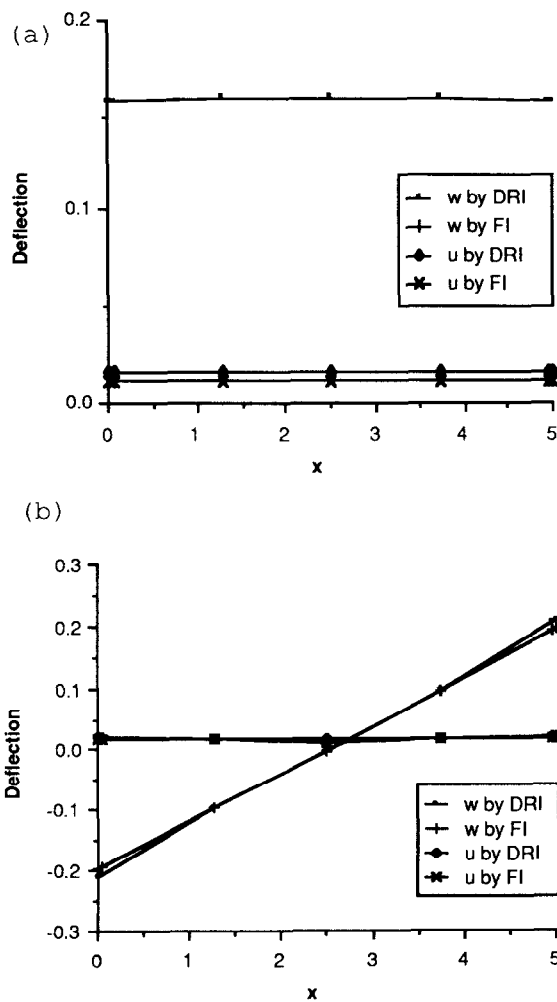 (a)
0.2
0.1
0.0
Deflection
w by DRI
w by FI
u by DRI
u by FI
0 1 2 3 4 5
x
(b)
0.3
0.2
0.1
0.0
-0.1
-0.2
-0.3
Deflection
w by DRI
w by FI
u by DRI
u by FI
0 1 2 3 4 5
x